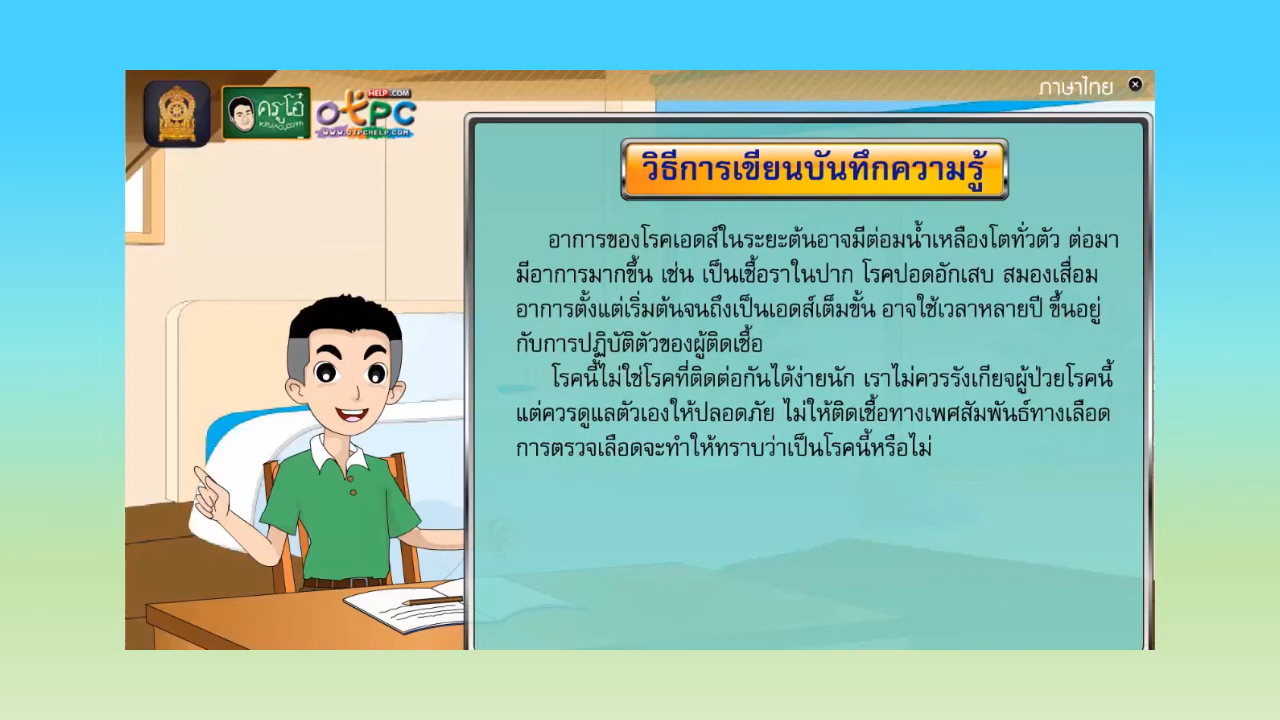 ภาษาไทย
ครูโอ๋
KRUAO.COM
HELP .COM
OTPC
WWW.OTPCHELP.COM
วิธีการเขียนบันทึกความรู้
อาการของโรคเอดส์ในระยะต้นอาจมีต่อมน้ำเหลืองโตทั่วตัว ต่อมา
มีอาการมากขึ้น เช่น เป็นเชื้อราในปาก โรคปอดอักเสบ สมองเสื่อม
อาการตั้งแต่เริ่มต้นจนถึงเป็นเอดส์เต็มขั้น อาจใช้เวลาหลายปี ขึ้นอยู่
กับการปฏิบัติตัวของผู้ติดเชื้อ
โรคนี้ไม่ใช่โรคที่ติดต่อกันได้ง่ายนัก เราไม่ควรรังเกียจผู้ป่วยโรคนี้
แต่ควรดูแลตัวเองให้ปลอดภัย ไม่ให้ติดเชื้อทางเพศสัมพันธ์ทางเลือด
การตรวจเลือดจะทำให้ทราบว่าเป็นโรคนี้หรือไม่